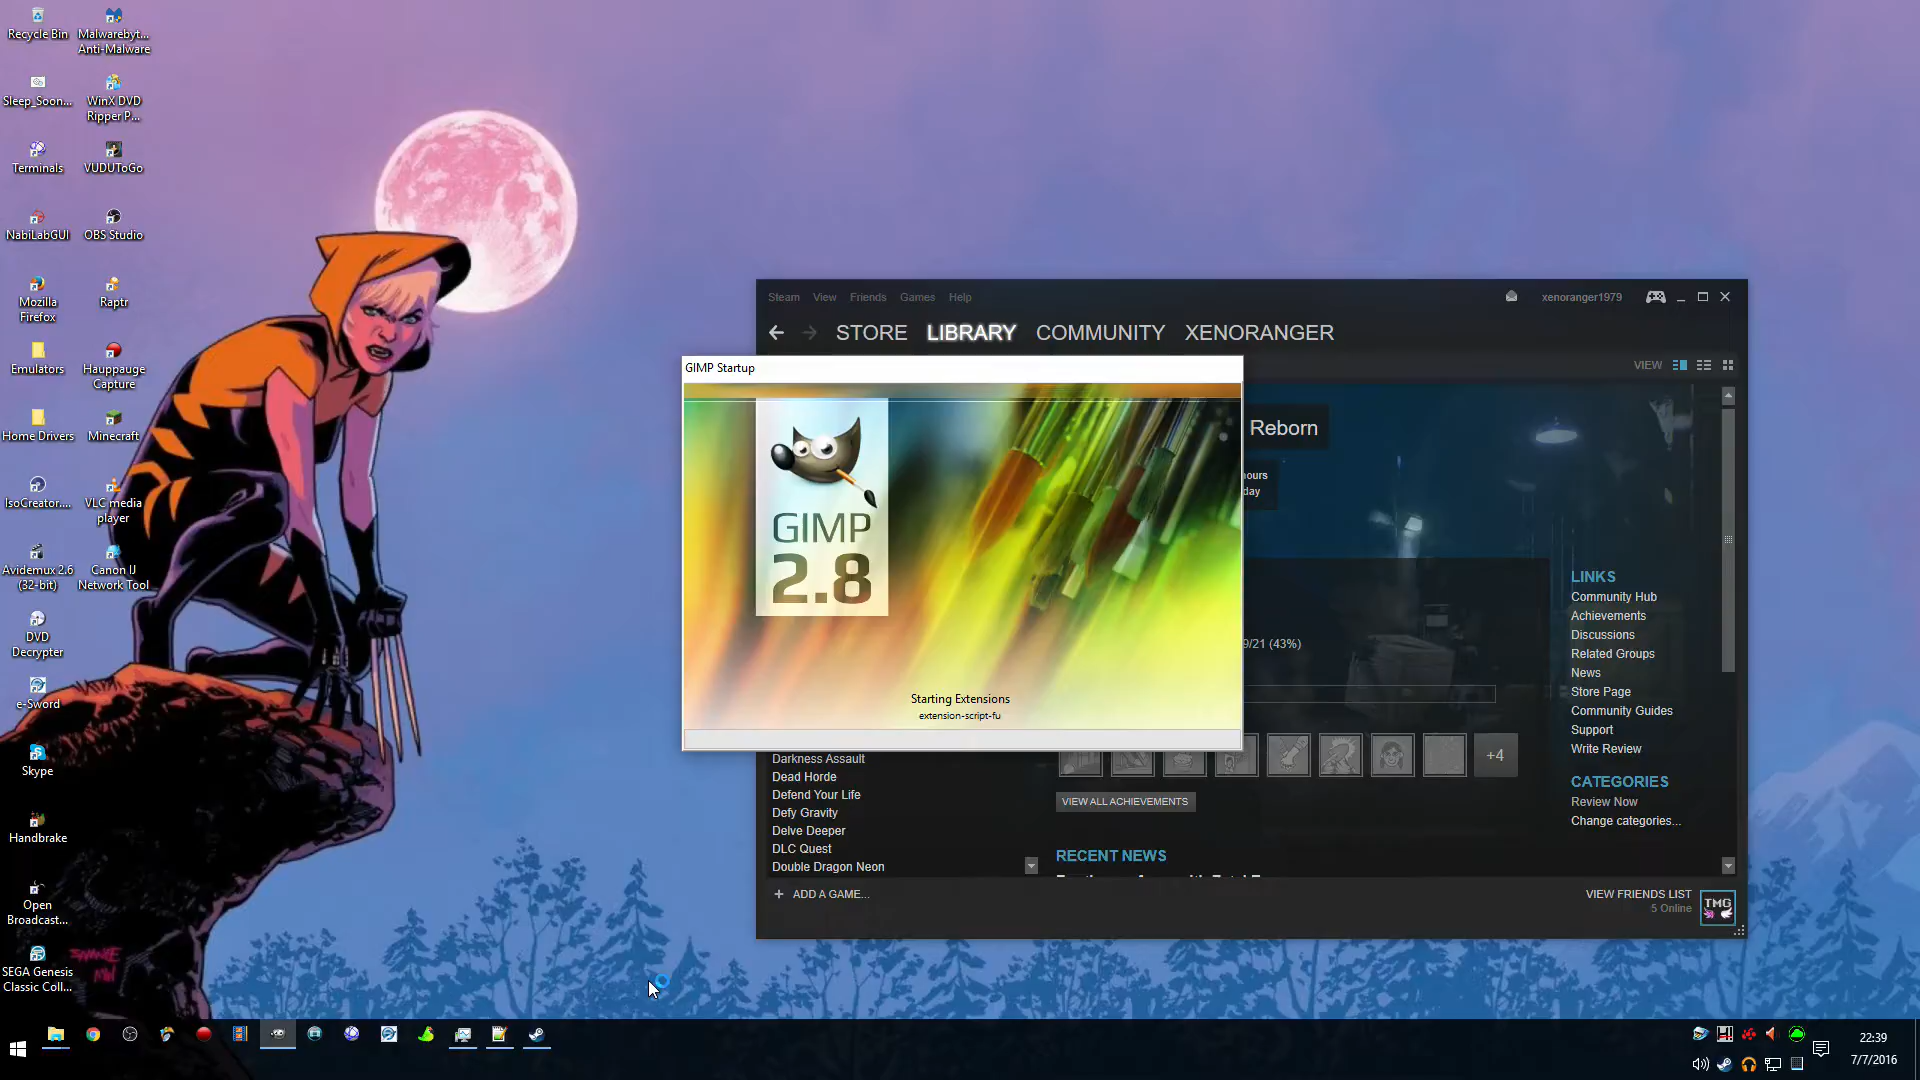 Recycle Bin
Malwarebyt...
Anti-Malware
Sleep_Soon...
WinX DVD
Ripper P...
Terminals
VUDUToGo
NabiLabGUI
OBS Studio
Mozilla
Firefox
Raptr
Emulators
Hauppauge
Capture
Home Drivers
Minecraft
IsoCreator....
VLC media
player
Avidemux 2.6
(32-bit)
Canon IJ
Network Tool
DVD
Decrypter
e-Sword
Skype
Handbrake
Open
Broadcast...
SEGA Genesis
Classic Coll...
Steam View Friends Games Help
xenoranger1979
STORE LIBRARY COMMUNITY XENORANGER
VIEW
GIMP Startup
GIMP
2.8
Starting Extensions
extension-script-fu
Reborn
hours
day
9/21 (43%)
+4
VIEW ALL ACHIEVEMENTS
RECENT NEWS
LINKS
Community Hub
Achievements
Discussions
Related Groups
News
Store Page
Community Guides
Support
Write Review
CATEGORIES
Review Now
Change categories...
Darkness Assault
Dead Horde
Defend Your Life
Defy Gravity
Delve Deeper
DLC Quest
Double Dragon Neon
+ ADD A GAME...
VIEW FRIENDS LIST
5 Online
TMG
22:39
7/7/2016